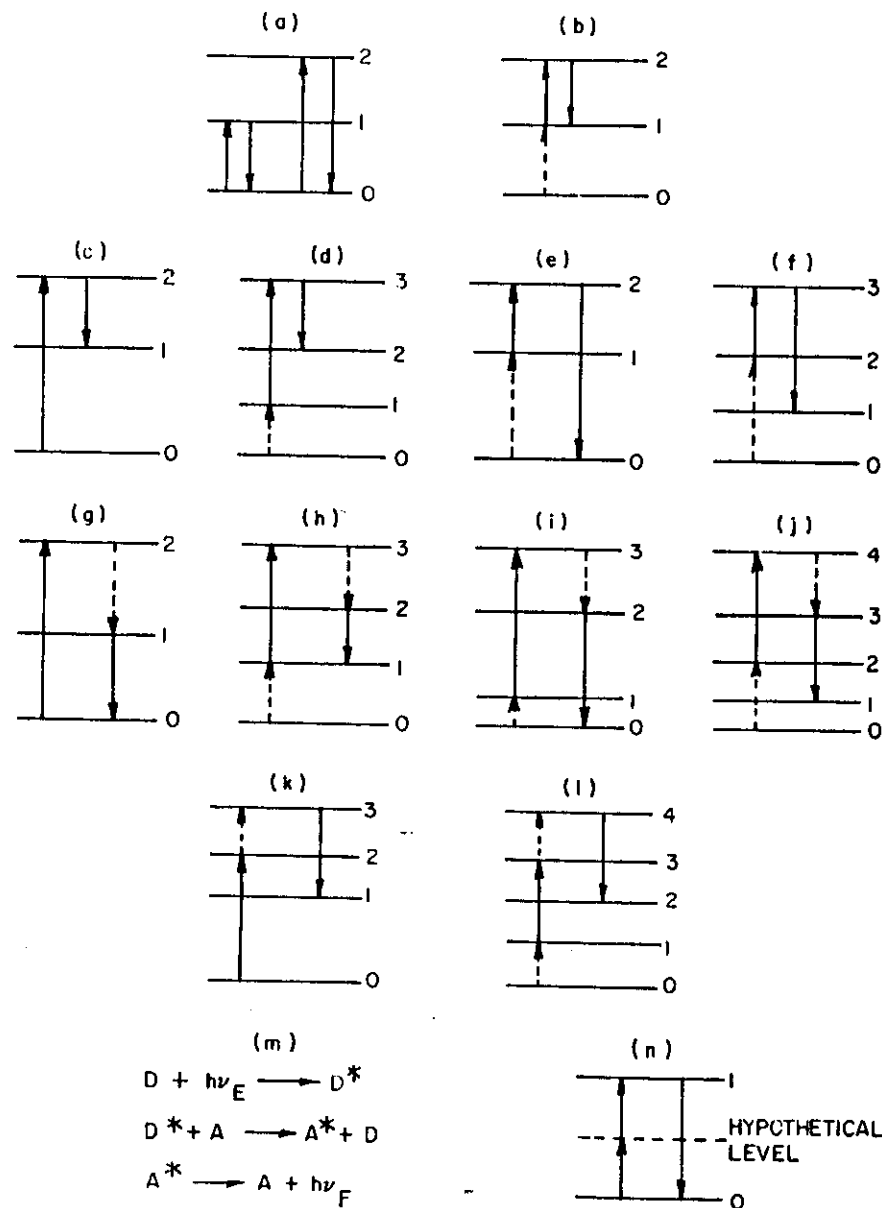 (a)
2
1
0
(b)
2
1
0
(c)
2
1
0
(d)
3
2
1
0
(e)
2
1
0
(f)
3
2
1
0
(g)
2
1
0
(h)
3
2
1
0
(i)
3
2
1
0
(j)
4
3
2
1
0
(k)
3
2
1
0
(l)
4
3
2
1
0
(m)
D + hν_E ⟶ D*
D* + A ⟶ A* + D
A* ⟶ A + hν_F
(n)
1
HYPOTHETICAL
LEVEL
0